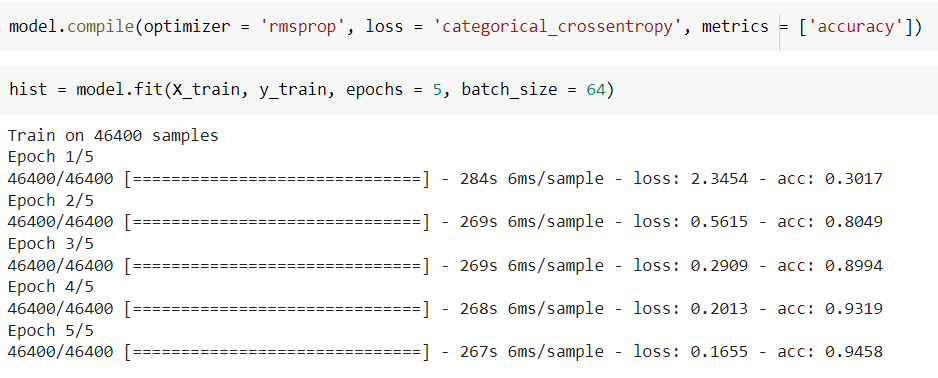 model.compile(optimizer = 'rmsprop', loss = 'categorical_crossentropy', metrics = ['accuracy'])
hist = model.fit(X_train, y_train, epochs = 5, batch_size = 64)
Train on 46400 samples
Epoch 1/5
46400/46400 [==============================] - 284s 6ms/sample - loss: 2.3454 - acc: 0.3017
Epoch 2/5
46400/46400 [==============================] - 269s 6ms/sample - loss: 0.5615 - acc: 0.8049
Epoch 3/5
46400/46400 [==============================] - 269s 6ms/sample - loss: 0.2909 - acc: 0.8994
Epoch 4/5
46400/46400 [==============================] - 268s 6ms/sample - loss: 0.2013 - acc: 0.9319
Epoch 5/5
46400/46400 [==============================] - 267s 6ms/sample - loss: 0.1655 - acc: 0.9458